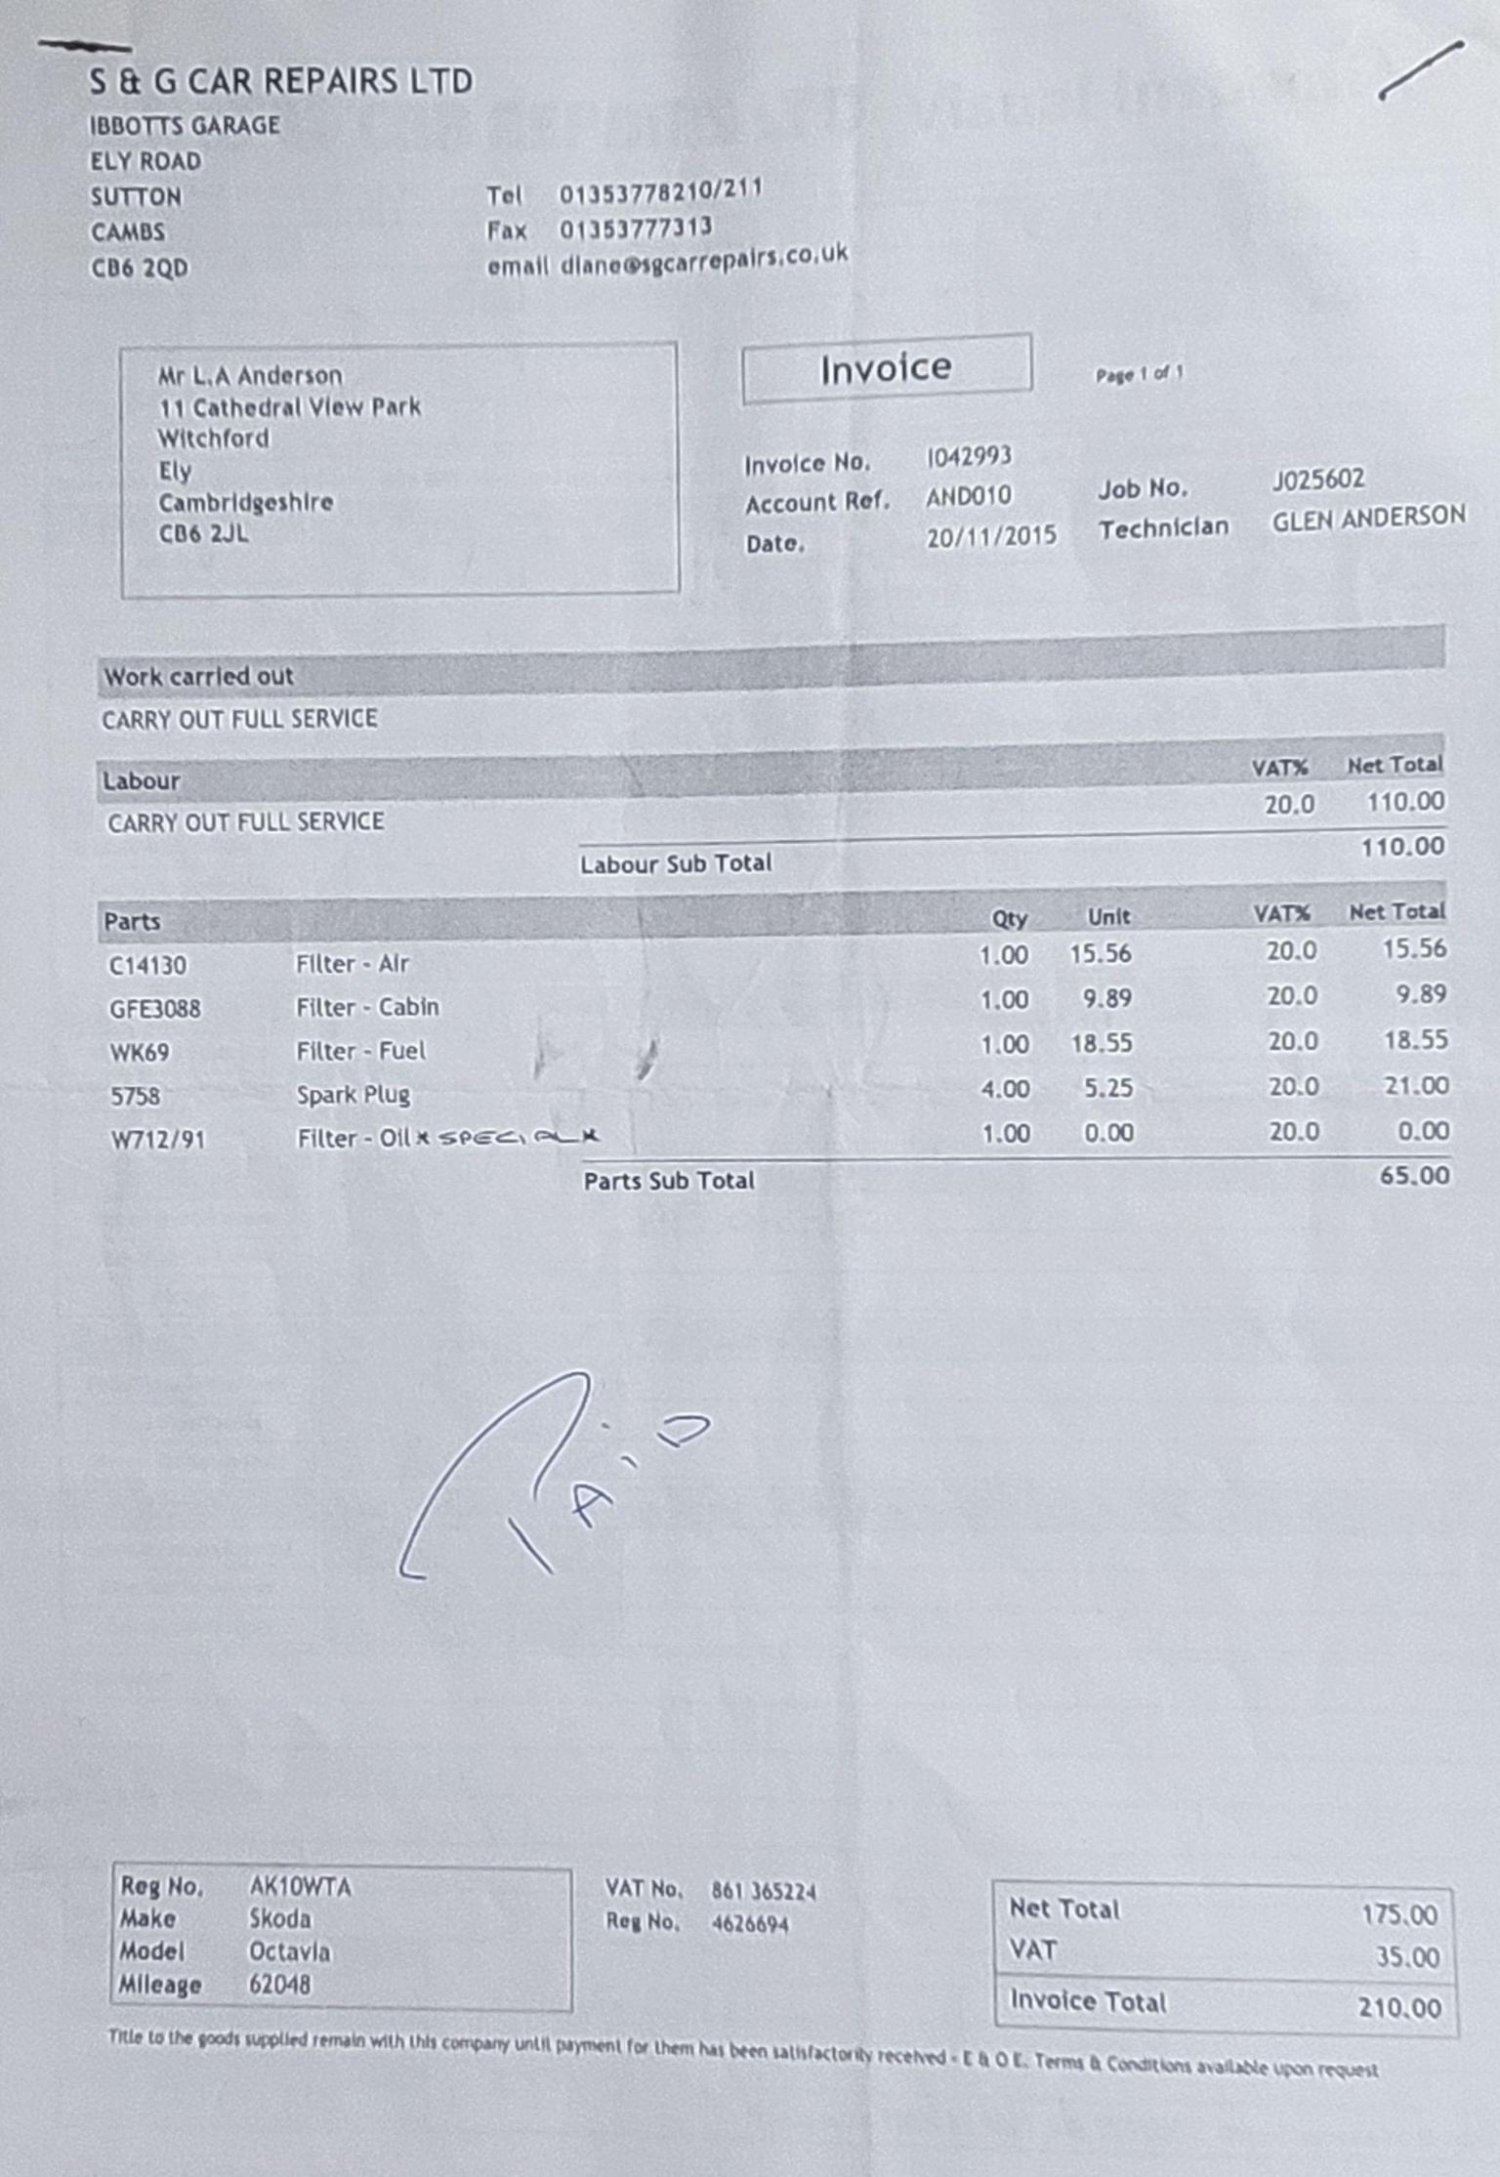 S & G CAR REPAIRS LTD
IBBOTTS GARAGE
ELY ROAD
SUTTON
CAMBS
CB6 2QD
Tel 01353778210/211
Fax 01353777313
email diane@sgcarrepairs.co.uk
Mr L.A Anderson
11 Cathedral View Park
Witchford
Ely
Cambridgeshire
CB6 2JL
Invoice
Page 1 of 1
Invoice No. I042993
Account Ref. AND010
Date. 20/11/2015
Job No. J025602
Technician GLEN ANDERSON
Work carried out
CARRY OUT FULL SERVICE
Labour VAT% Net Total
CARRY OUT FULL SERVICE 20.0 110.00
Labour Sub Total 110.00
Parts Qty Unit VAT% Net Total
C14130 Filter - Air 1.00 15.56 20.0 15.56
GFE3088 Filter - Cabin 1.00 9.89 20.0 9.89
WK69 Filter - Fuel 1.00 18.55 20.0 18.55
5758 Spark Plug 4.00 5.25 20.0 21.00
W712/91 Filter - Oil * SPECIAL * 1.00 0.00 20.0 0.00
Parts Sub Total 65.00
PAiD
Reg No. AK10WTA
Make Skoda
Model Octavia
Mileage 62048
VAT No. 861 365224
Reg No. 4626694
Net Total 175.00
VAT 35.00
Invoice Total 210.00
Title to the goods supplied remain with this company until payment for them has been satisfactorily received - E & O E. Terms & Conditions available upon request